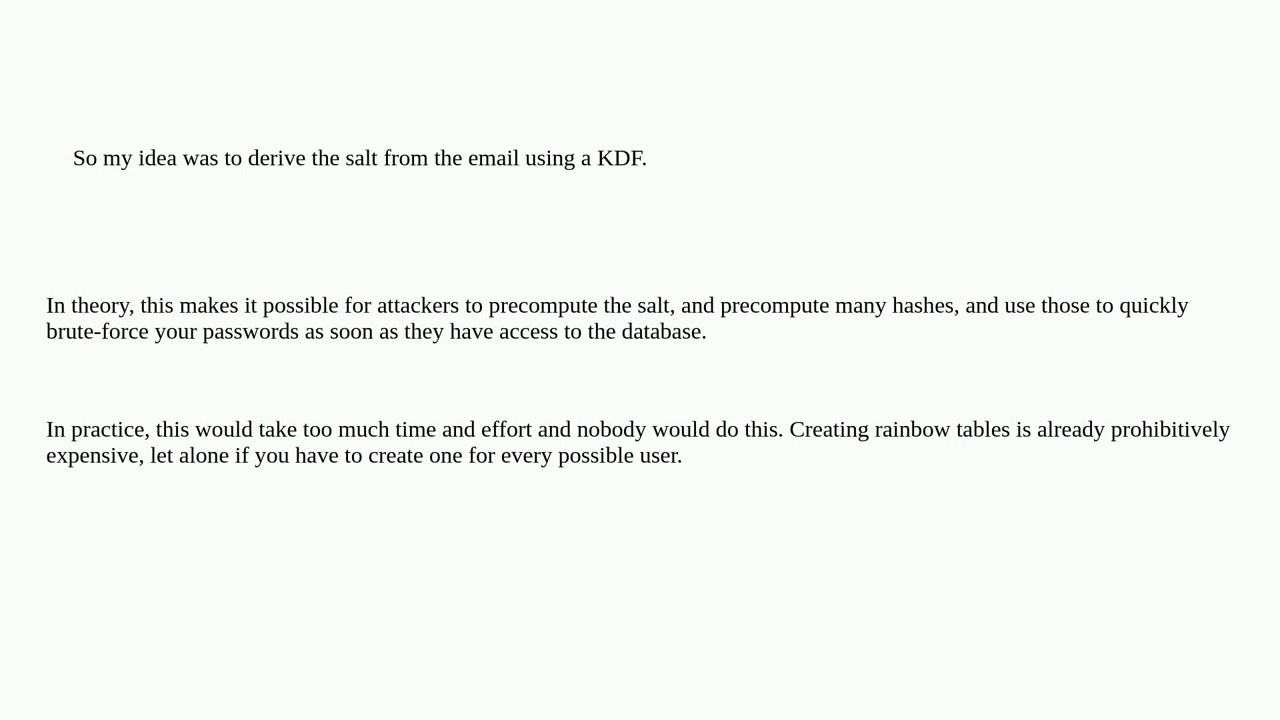 So my idea was to derive the salt from the email using a KDF.
In theory, this makes it possible for attackers to precompute the salt, and precompute many hashes, and use those to quickly
brute-force your passwords as soon as they have access to the database.
In practice, this would take too much time and effort and nobody would do this. Creating rainbow tables is already prohibitively
expensive, let alone if you have to create one for every possible user.